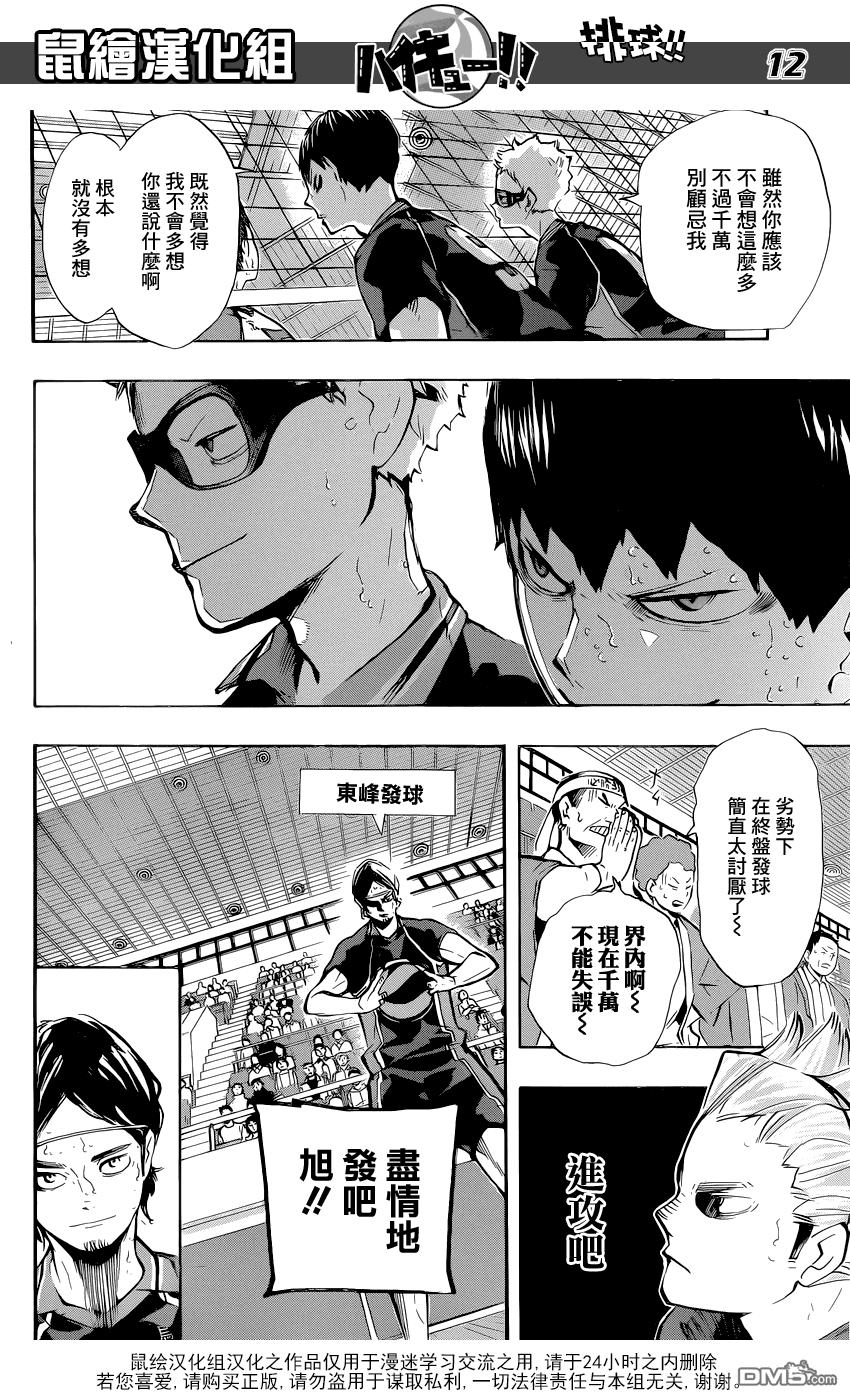 鼠繪漢化組
ハイキュー!!
排球!!
12
雖然你應該
不會想這麼多
不過千萬
別顧忌我
既然覺得
我不會多想
你還說什麼啊
根本
就沒有多想
劣勢下
在終盤發球
簡直太討厭了~
界內啊~
現在千萬
不能失誤~
東峰發球
進攻吧
盡情地
發吧
旭!!
鼠绘汉化组汉化之作品仅用于漫迷学习交流之用,请于24小时之内删除
若您喜爱,请购买正版,请勿盗用于谋取私利,一切法律责任与本组无关,谢谢。
DM5.com